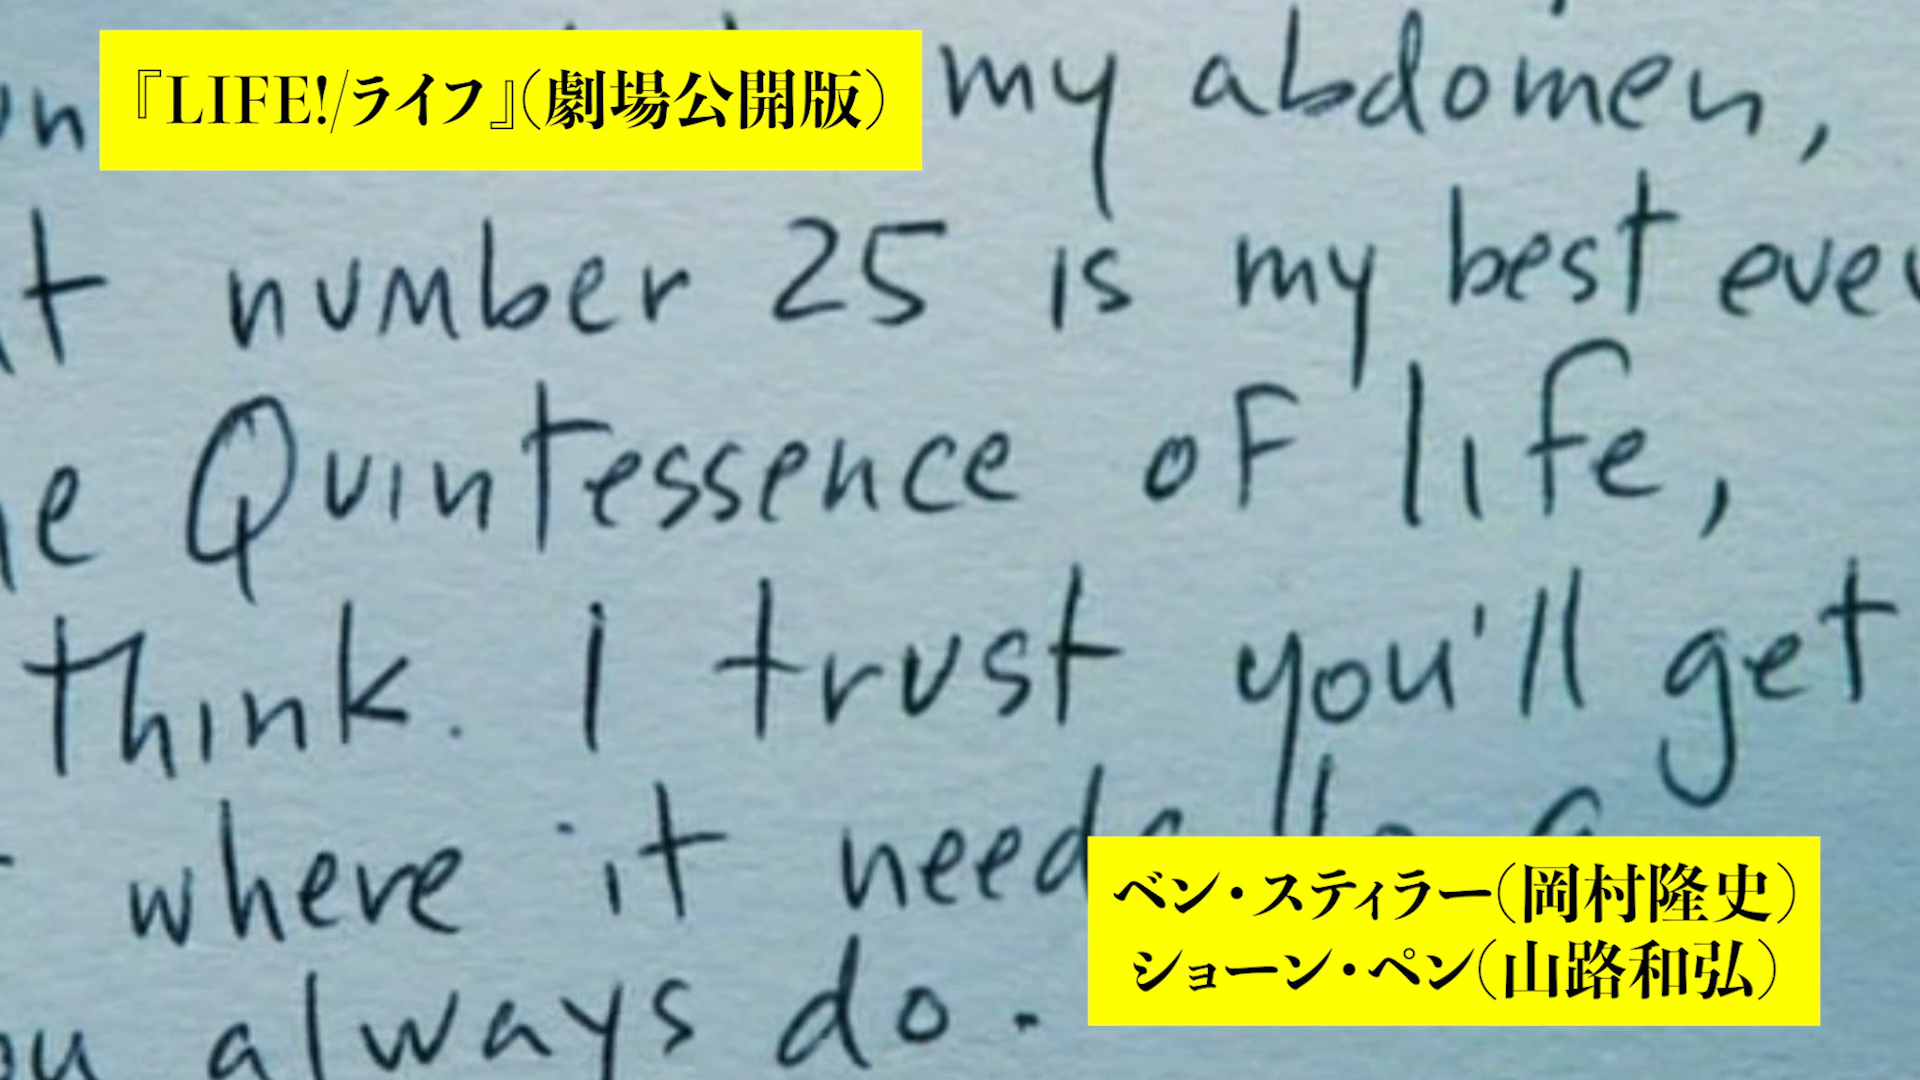 『LIFE!/ライフ』(劇場公開版)
my abdomen,
number 25 is my best
Quintessence of life,
think. I trust you'll get
where it need
always do.
ベン・スティラー(岡村隆史)
ショーン・ペン(山路和弘)